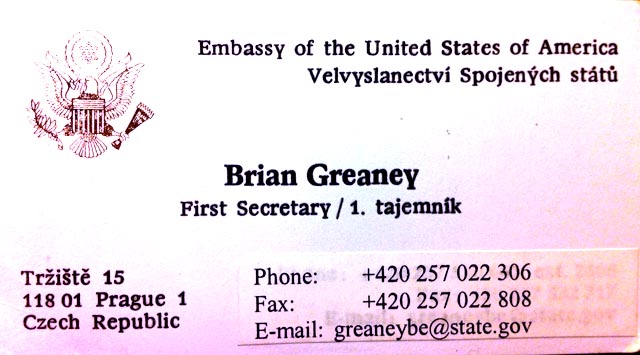 Embassy of the United States of America
Velvyslanectví Spojených států
Brian Greaney
First Secretary / 1. tajemník
Tržiště 15
118 01 Prague 1
Czech Republic
Phone: +420 257 022 306
Fax: +420 257 022 808
E-mail: greaneybe@state.gov